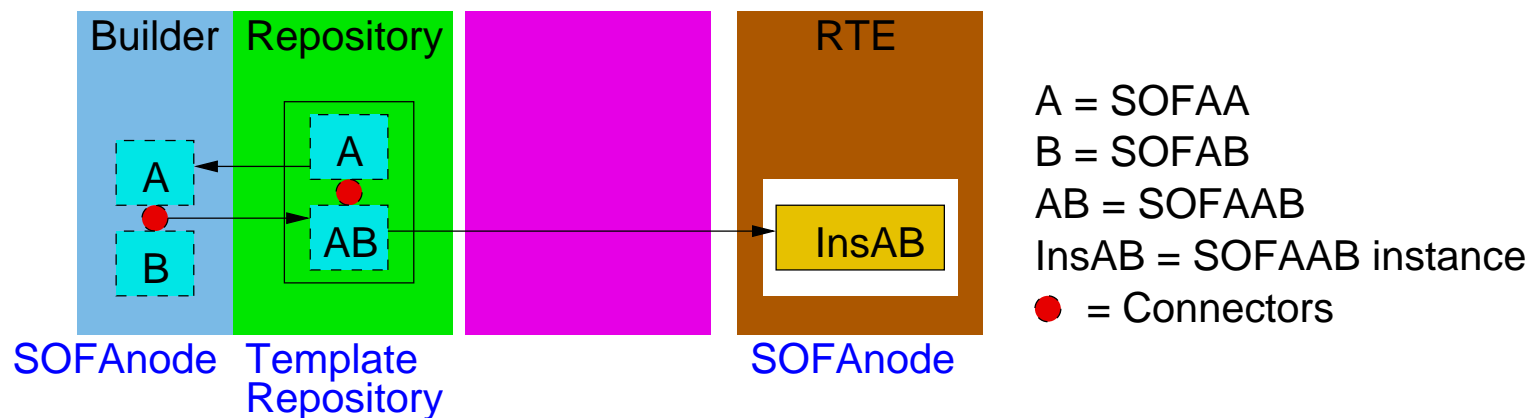 Builder Repository RTE
A
A
B
AB
InsAB
SOFAnode
Template
Repository
SOFAnode
A = SOFAA
B = SOFAB
AB = SOFAAB
InsAB = SOFAAB instance
= Connectors